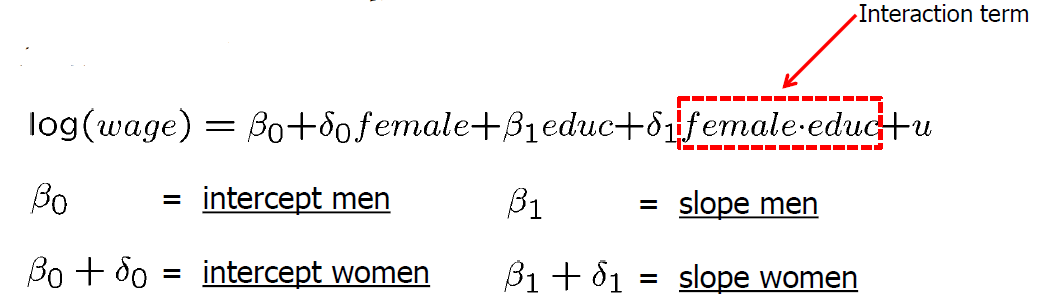 Interaction term
log(wage) = β₀+δ₀female+β₁educ+δ₁female·educ+u
β₀ = intercept men β₁ = slope men
β₀ + δ₀ = intercept women β₁ + δ₁ = slope women